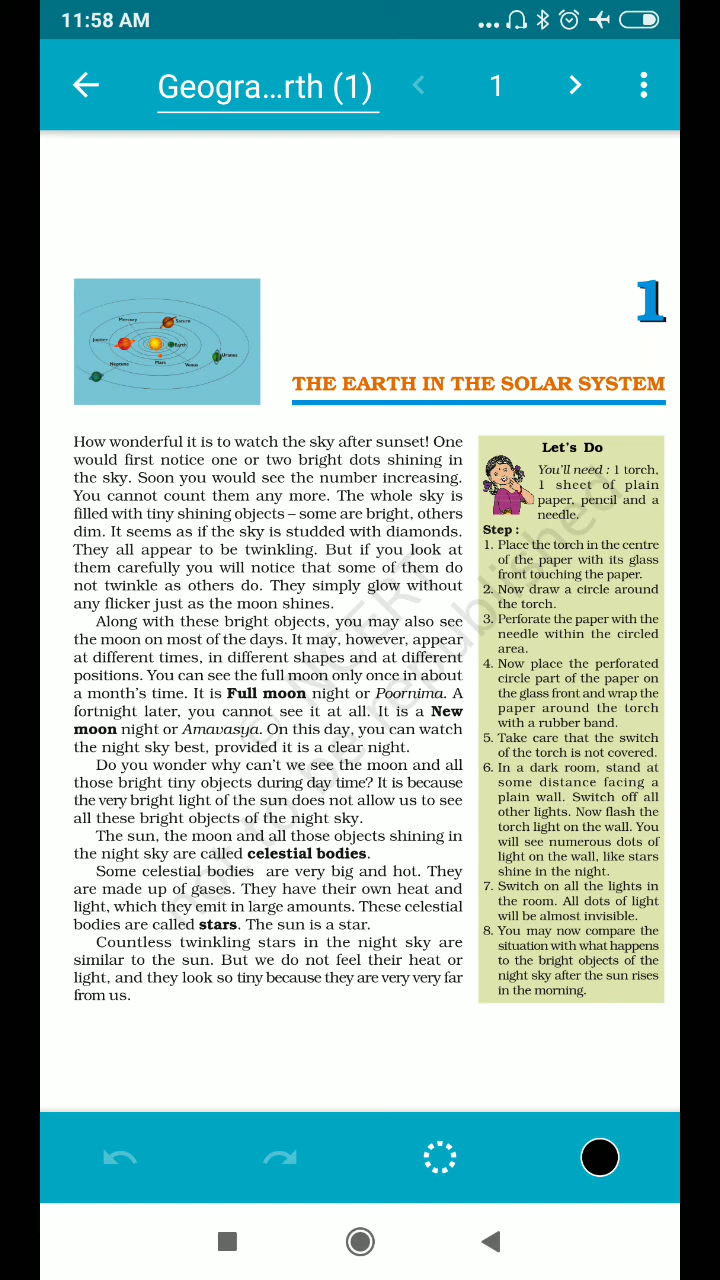 11:58 AM
Geogra...rth (1)
1
1
Mercury
Saturn
Jupiter
Earth
Uranus
Mars
Venus
Neptune
THE EARTH IN THE SOLAR SYSTEM
How wonderful it is to watch the sky after sunset! One
would first notice one or two bright dots shining in
the sky. Soon you would see the number increasing.
You cannot count them any more. The whole sky is
filled with tiny shining objects – some are bright, others
dim. It seems as if the sky is studded with diamonds.
They all appear to be twinkling. But if you look at
them carefully you will notice that some of them do
not twinkle as others do. They simply glow without
any flicker just as the moon shines.
Along with these bright objects, you may also see
the moon on most of the days. It may, however, appear
at different times, in different shapes and at different
positions. You can see the full moon only once in about
a month's time. It is Full moon night or Poornima. A
fortnight later, you cannot see it at all. It is a New
moon night or Amavasya. On this day, you can watch
the night sky best, provided it is a clear night.
Do you wonder why can't we see the moon and all
those bright tiny objects during day time? It is because
the very bright light of the sun does not allow us to see
all these bright objects of the night sky.
The sun, the moon and all those objects shining in
the night sky are called celestial bodies.
Some celestial bodies are very big and hot. They
are made up of gases. They have their own heat and
light, which they emit in large amounts. These celestial
bodies are called stars. The sun is a star.
Countless twinkling stars in the night sky are
similar to the sun. But we do not feel their heat or
light, and they look so tiny because they are very very far
from us.
Let's Do
You'll need : 1 torch,
1 sheet of plain
paper, pencil and a
needle.
Step :
1. Place the torch in the centre
of the paper with its glass
front touching the paper.
2. Now draw a circle around
the torch.
3. Perforate the paper with the
needle within the circled
area.
4. Now place the perforated
circle part of the paper on
the glass front and wrap the
paper around the torch
with a rubber band.
5. Take care that the switch
of the torch is not covered.
6. In a dark room, stand at
some distance facing a
plain wall. Switch off all
other lights. Now flash the
torch light on the wall. You
will see numerous dots of
light on the wall, like stars
shine in the night.
7. Switch on all the lights in
the room. All dots of light
will be almost invisible.
8. You may now compare the
situation with what happens
to the bright objects of the
night sky after the sun rises
in the morning.
© NCERT
not to be republished